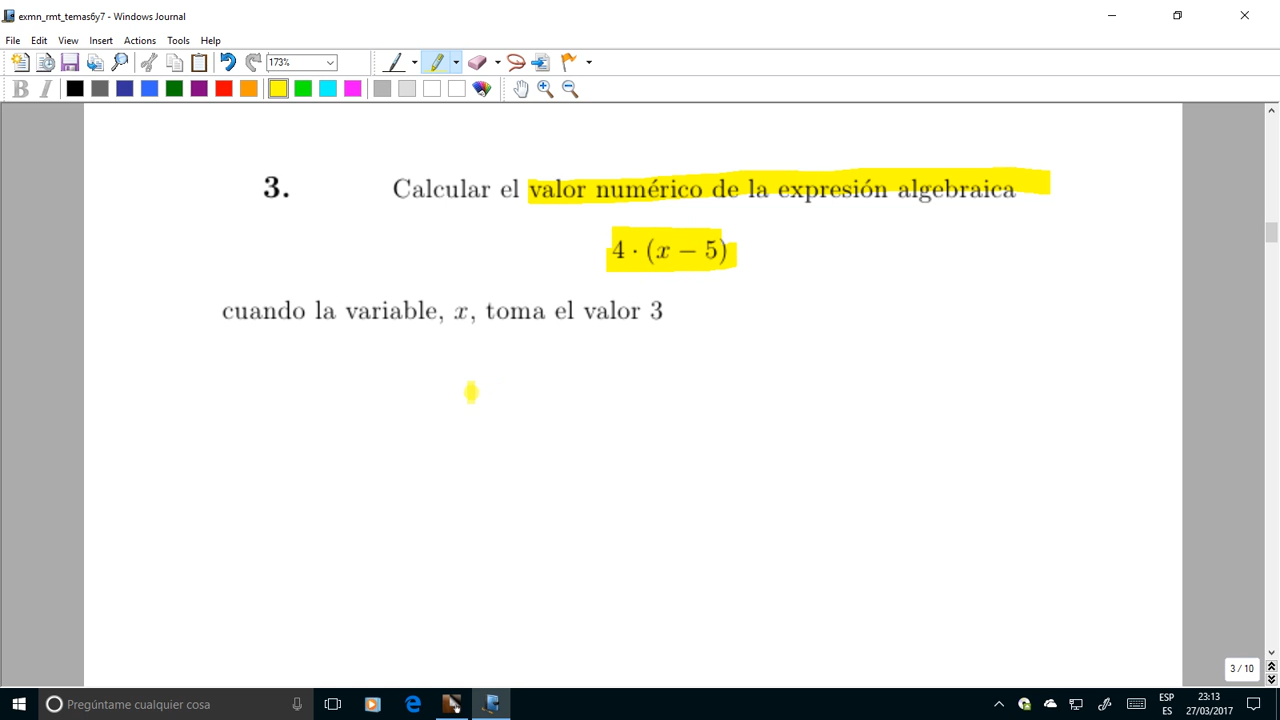 exmn_rmt_temas6y7 - Windows Journal
File Edit View Insert Actions Tools Help
173%
B I
3. Calcular el valor numérico de la expresión algebraica
4 · (x − 5)
cuando la variable, x, toma el valor 3
3 / 10
Pregúntame cualquier cosa
ESP 23:13
ES 27/03/2017